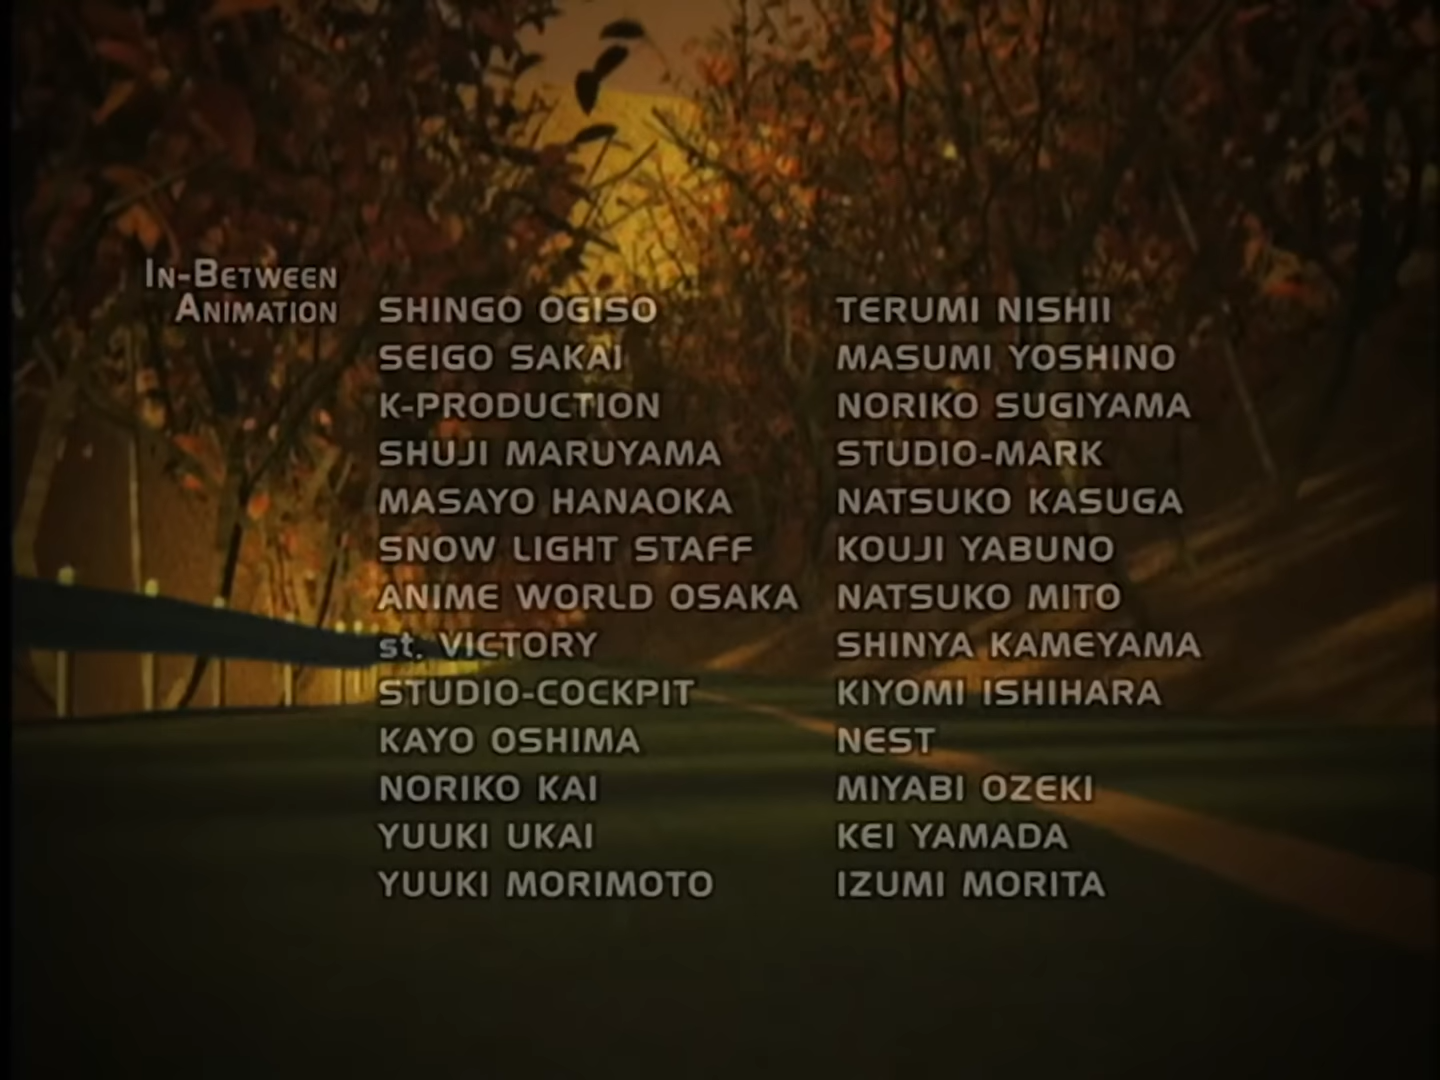 In-Between
Animation
SHINGO OGISO
SEIGO SAKAI
K-PRODUCTION
SHUJI MARUYAMA
MASAYO HANAOKA
SNOW LIGHT STAFF
ANIME WORLD OSAKA
st. VICTORY
STUDIO-COCKPIT
KAYO OSHIMA
NORIKO KAI
YUUKI UKAI
YUUKI MORIMOTO
TERUMI NISHII
MASUMI YOSHINO
NORIKO SUGIYAMA
STUDIO-MARK
NATSUKO KASUGA
KOUJI YABUNO
NATSUKO MITO
SHINYA KAMEYAMA
KIYOMI ISHIHARA
NEST
MIYABI OZEKI
KEI YAMADA
IZUMI MORITA